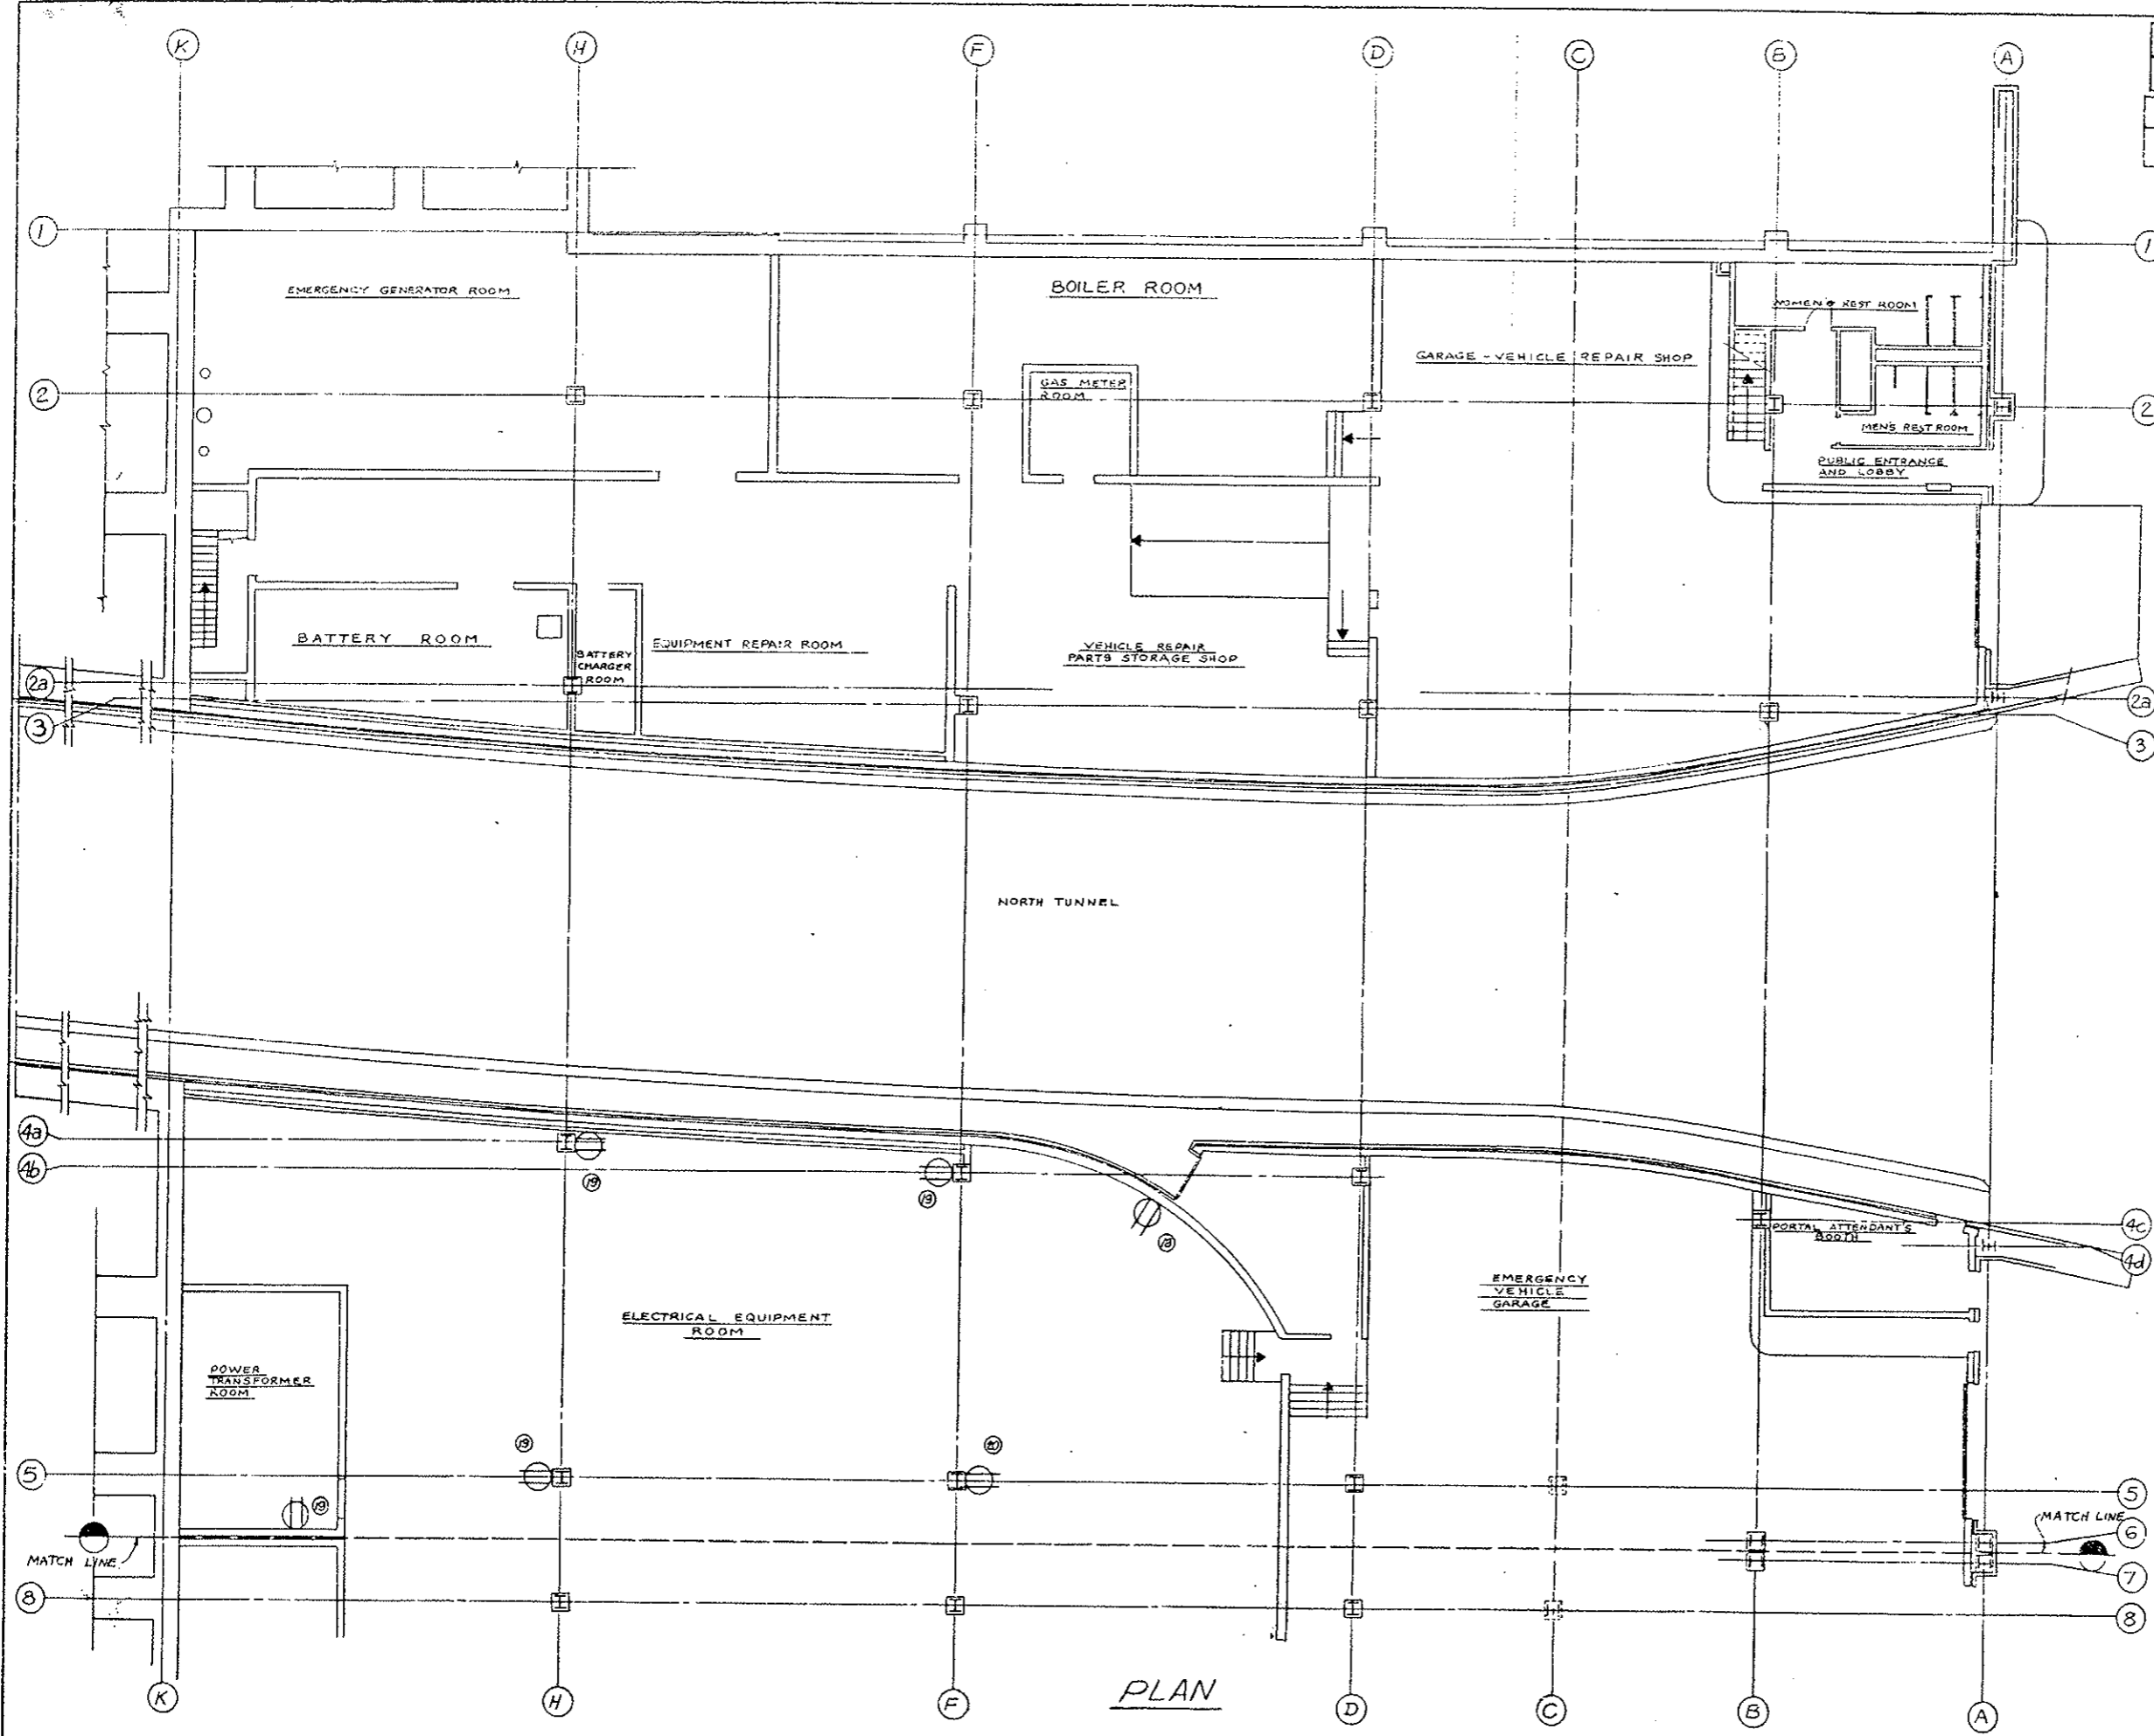 K
H
F
D
C
B
A
1
1
EMERGENCY GENERATOR ROOM
BOILER ROOM
WOMEN'S REST ROOM
GARAGE - VEHICLE REPAIR SHOP
GAS METER
ROOM
2
2
MEN'S REST ROOM
PUBLIC ENTRANCE
AND LOBBY
BATTERY ROOM
BATTERY
CHARGER
ROOM
EQUIPMENT REPAIR ROOM
VEHICLE REPAIR
PARTS STORAGE SHOP
2a
2a
3
3
NORTH TUNNEL
4a
4b
19
19
18
PORTAL ATTENDANT'S
BOOTH
4c
4d
EMERGENCY
VEHICLE
GARAGE
ELECTRICAL EQUIPMENT
ROOM
POWER
TRANSFORMER
ROOM
19
20
5
5
19
MATCH LINE
MATCH LINE
6
7
8
8
K
H
F
D
C
B
A
PLAN